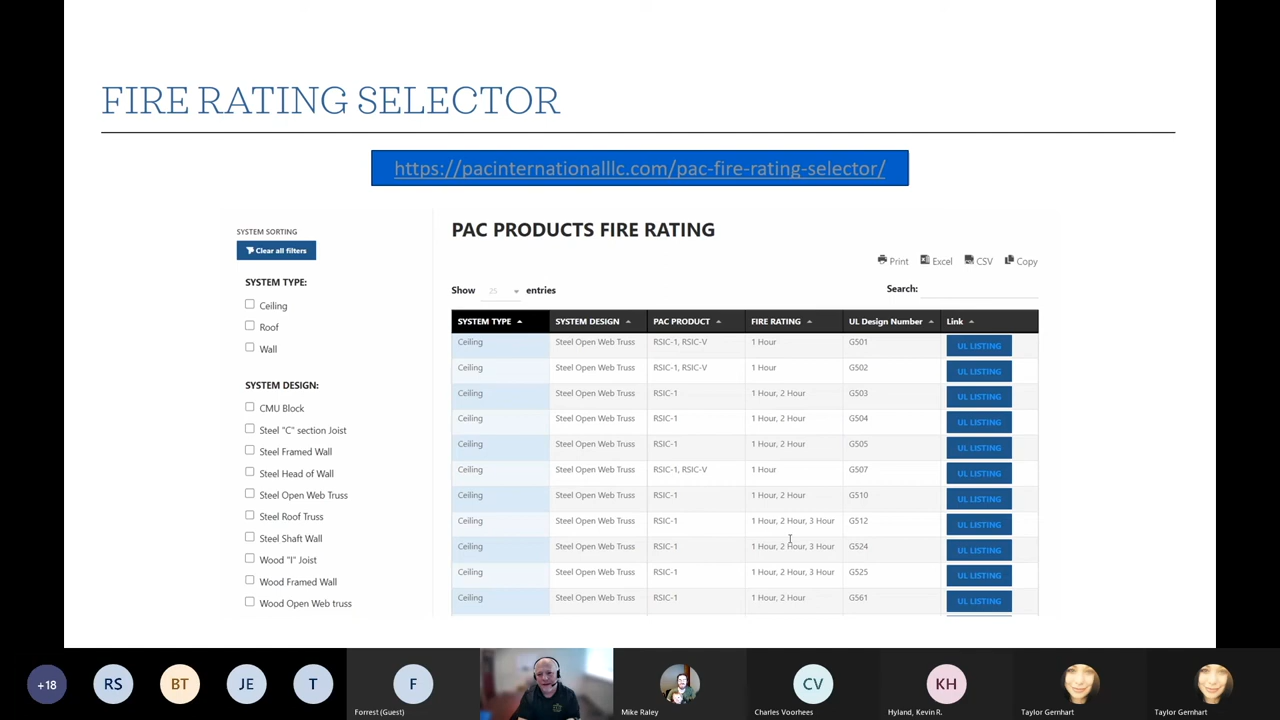 FIRE RATING SELECTOR
https://pacinternationalllc.com/pac-fire-rating-selector/
SYSTEM SORTING
Clear all filters
SYSTEM TYPE:
Ceiling
Roof
Wall
SYSTEM DESIGN:
CMU Block
Steel "C" section Joist
Steel Framed Wall
Steel Head of Wall
Steel Open Web Truss
Steel Roof Truss
Steel Shaft Wall
Wood "I" Joist
Wood Framed Wall
Wood Open Web truss
PAC PRODUCTS FIRE RATING
Print Excel CSV Copy
Show 25 entries Search:
SYSTEM TYPE SYSTEM DESIGN PAC PRODUCT FIRE RATING UL Design Number Link
Ceiling Steel Open Web Truss RSIC-1, RSIC-V 1 Hour G501 UL LISTING
Ceiling Steel Open Web Truss RSIC-1, RSIC-V 1 Hour G502 UL LISTING
Ceiling Steel Open Web Truss RSIC-1 1 Hour, 2 Hour G503 UL LISTING
Ceiling Steel Open Web Truss RSIC-1 1 Hour, 2 Hour G504 UL LISTING
Ceiling Steel Open Web Truss RSIC-1 1 Hour, 2 Hour G505 UL LISTING
Ceiling Steel Open Web Truss RSIC-1, RSIC-V 1 Hour G507 UL LISTING
Ceiling Steel Open Web Truss RSIC-1 1 Hour, 2 Hour G510 UL LISTING
Ceiling Steel Open Web Truss RSIC-1 1 Hour, 2 Hour, 3 Hour G512 UL LISTING
Ceiling Steel Open Web Truss RSIC-1 1 Hour, 2 Hour, 3 Hour G524 UL LISTING
Ceiling Steel Open Web Truss RSIC-1 1 Hour, 2 Hour, 3 Hour G525 UL LISTING
Ceiling Steel Open Web Truss RSIC-1 1 Hour, 2 Hour G561 UL LISTING
+18 RS BT JE T F CV KH
Forrest (Guest) Mike Raley Charles Voorhees Hyland, Kevin R. Taylor Gernhart Taylor Gernhart